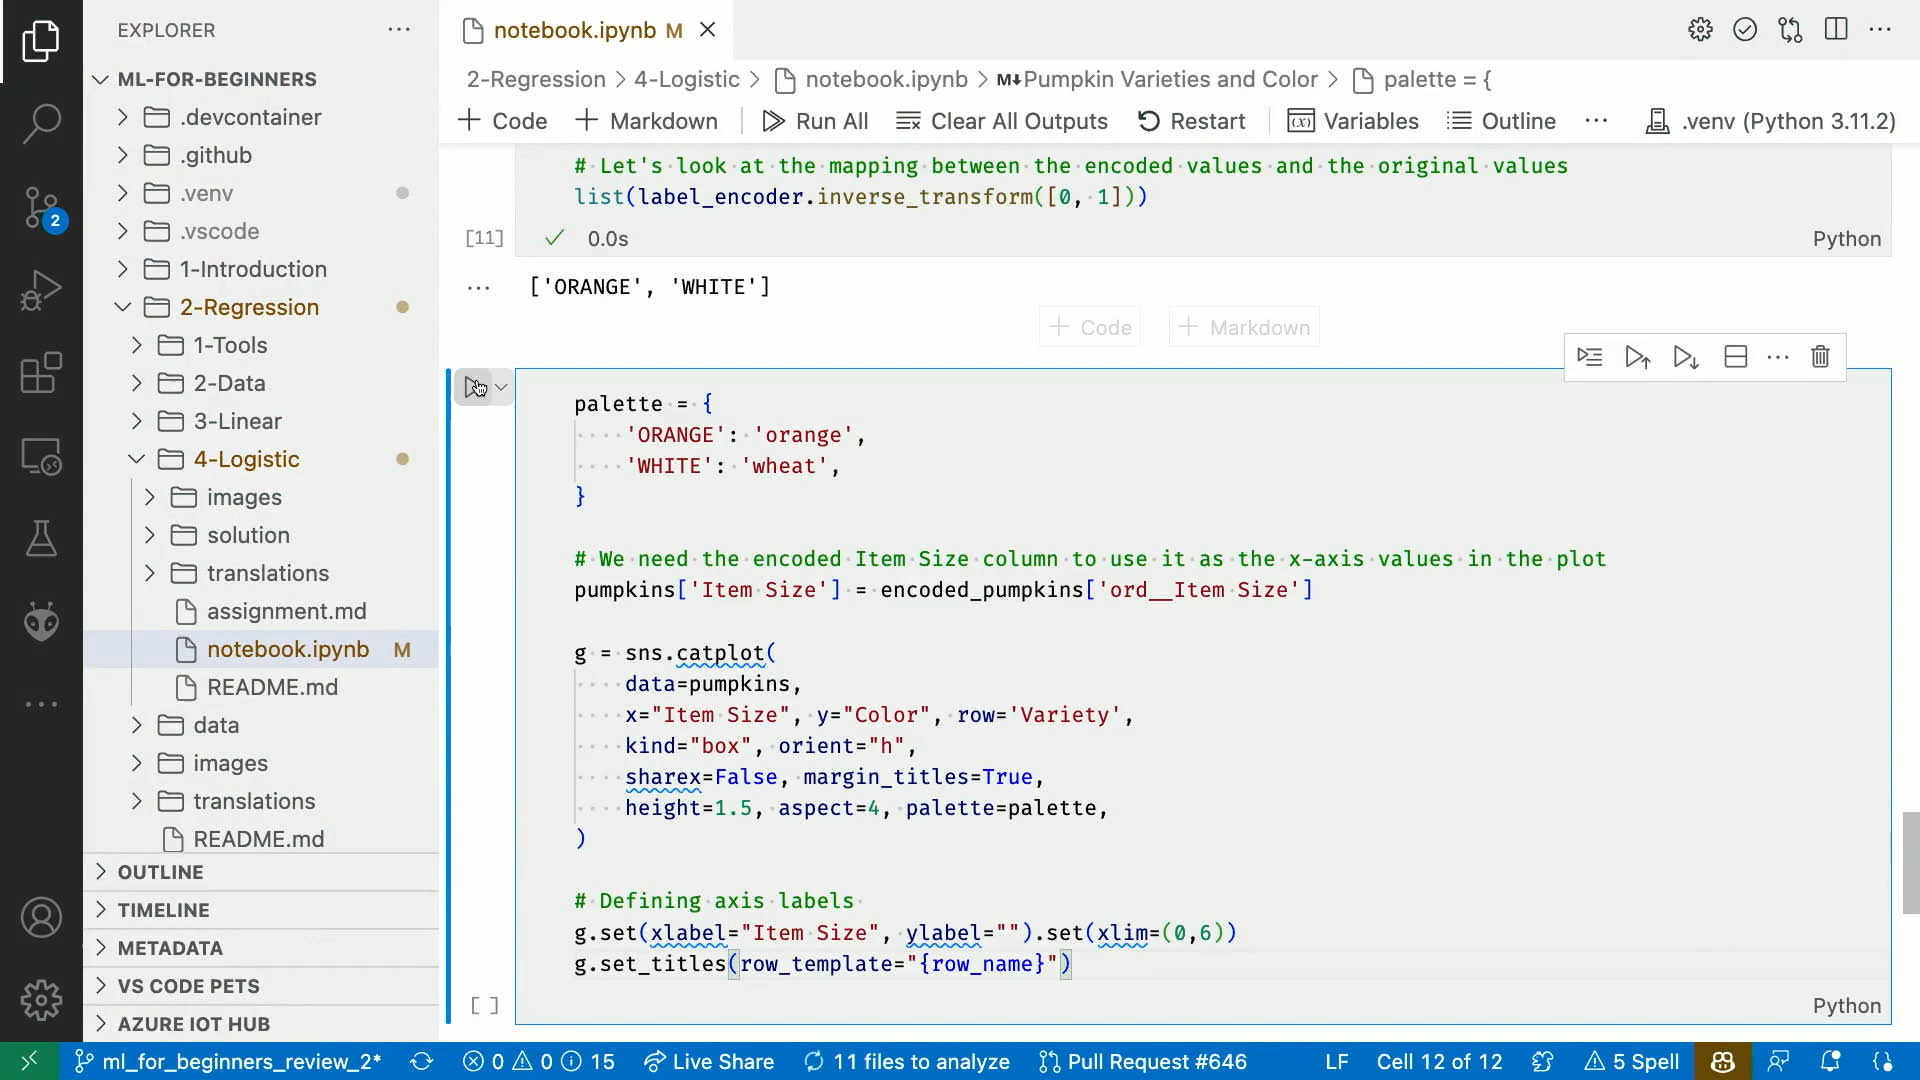 EXPLORER
ML-FOR-BEGINNERS
.devcontainer
.github
.venv
.vscode
1-Introduction
2-Regression
1-Tools
2-Data
3-Linear
4-Logistic
images
solution
translations
assignment.md
notebook.ipynb M
README.md
data
images
translations
README.md
OUTLINE
TIMELINE
METADATA
VS CODE PETS
AZURE IOT HUB
2
notebook.ipynb M
2-Regression > 4-Logistic > notebook.ipynb > M↓Pumpkin Varieties and Color > palette = {
+ Code + Markdown Run All Clear All Outputs Restart Variables Outline ... .venv (Python 3.11.2)
# Let's look at the mapping between the encoded values and the original values
list(label_encoder.inverse_transform([0, 1]))
[11] ✓ 0.0s Python
['ORANGE', 'WHITE']
+ Code + Markdown
palette = {
'ORANGE': 'orange',
'WHITE': 'wheat',
}
# We need the encoded Item Size column to use it as the x-axis values in the plot
pumpkins['Item Size'] = encoded_pumpkins['ord__Item Size']
g = sns.catplot(
data=pumpkins,
x="Item Size", y="Color", row='Variety',
kind="box", orient="h",
sharex=False, margin_titles=True,
height=1.5, aspect=4, palette=palette,
)
# Defining axis labels
g.set(xlabel="Item Size", ylabel="").set(xlim=(0,6))
g.set_titles(row_template="{row_name}")
[ ] Python
ml_for_beginners_review_2* 0 0 15 Live Share 11 files to analyze Pull Request #646 LF Cell 12 of 12 5 Spell